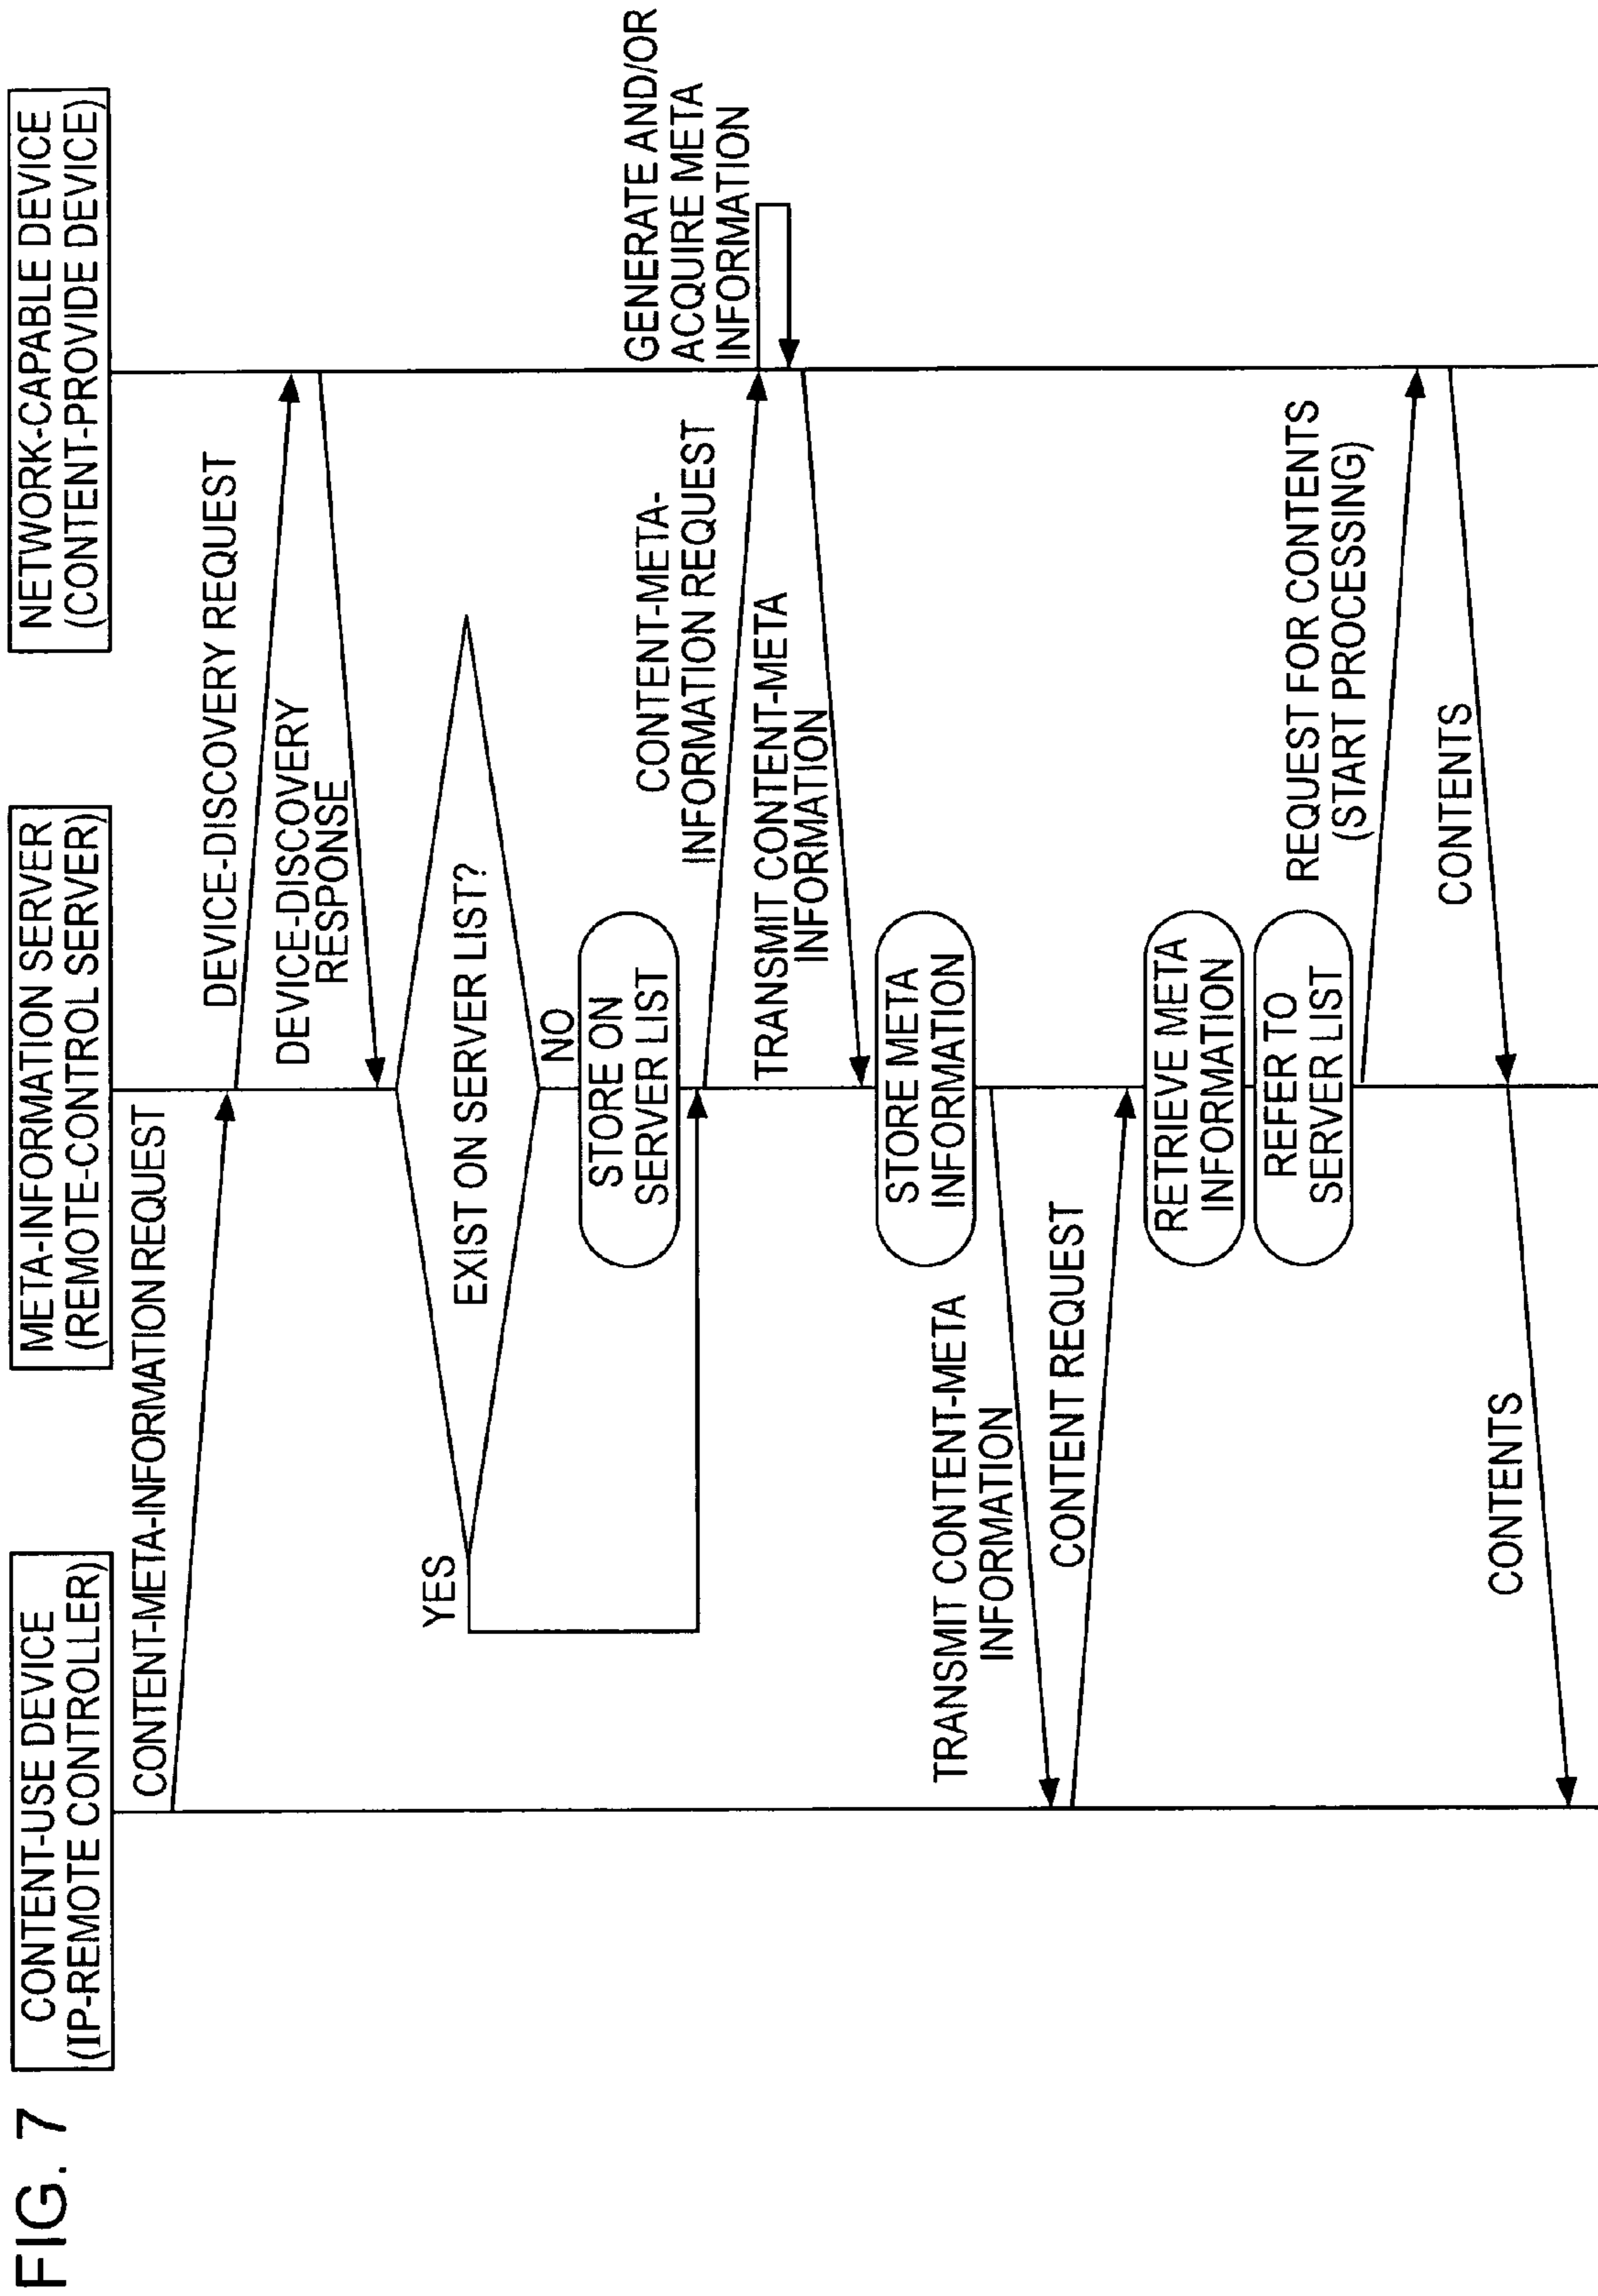 FIG. 7
CONTENT-USE DEVICE
(IP-REMOTE CONTROLLER)
META-INFORMATION SERVER
(REMOTE-CONTROL SERVER)
NETWORK-CAPABLE DEVICE
(CONTENT-PROVIDE DEVICE)
CONTENT-META-INFORMATION REQUEST
DEVICE-DISCOVERY REQUEST
DEVICE-DISCOVERY
RESPONSE
EXIST ON SERVER LIST?
YES
NO
STORE ON
SERVER LIST
CONTENT-META-
INFORMATION REQUEST
GENERATE AND/OR
ACQUIRE META
INFORMATION
TRANSMIT CONTENT-META
INFORMATION
STORE META
INFORMATION
TRANSMIT CONTENT-META
INFORMATION
CONTENT REQUEST
RETRIEVE META
INFORMATION
REFER TO
SERVER LIST
REQUEST FOR CONTENTS
(START PROCESSING)
CONTENTS
CONTENTS